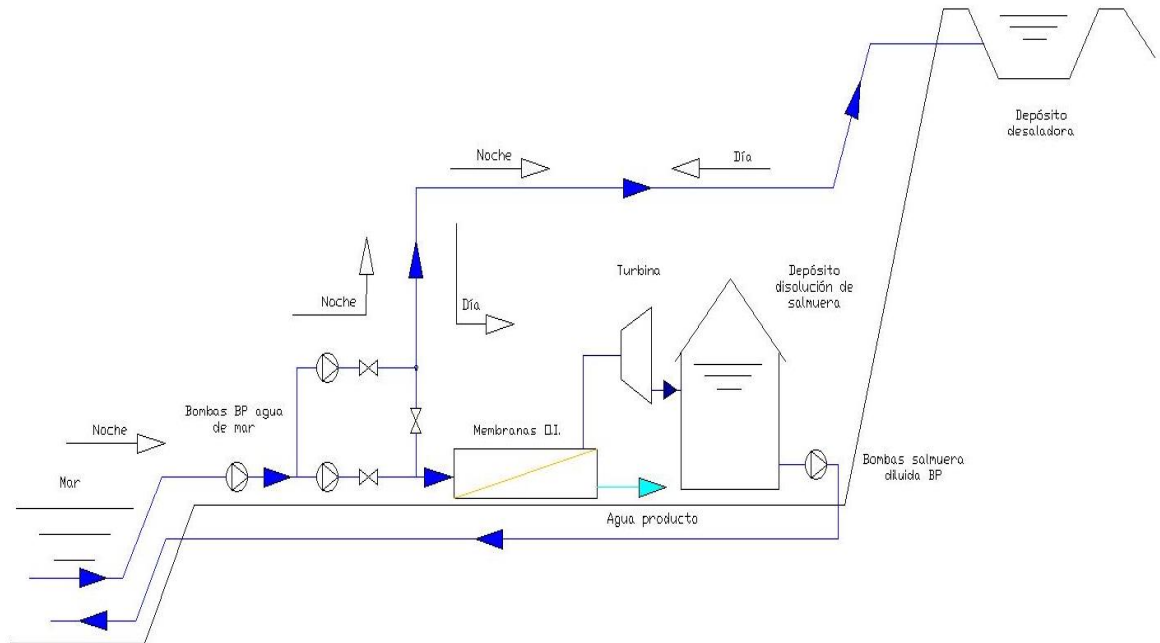 Depósito
desaladora
Noche
Día
Turbina
Depósito
disolución de
salmuera
Noche
Día
Bombas BP agua
de mar
Noche
Membranas O.I.
Mar
Bombas salmuera
diluida BP
Agua producto